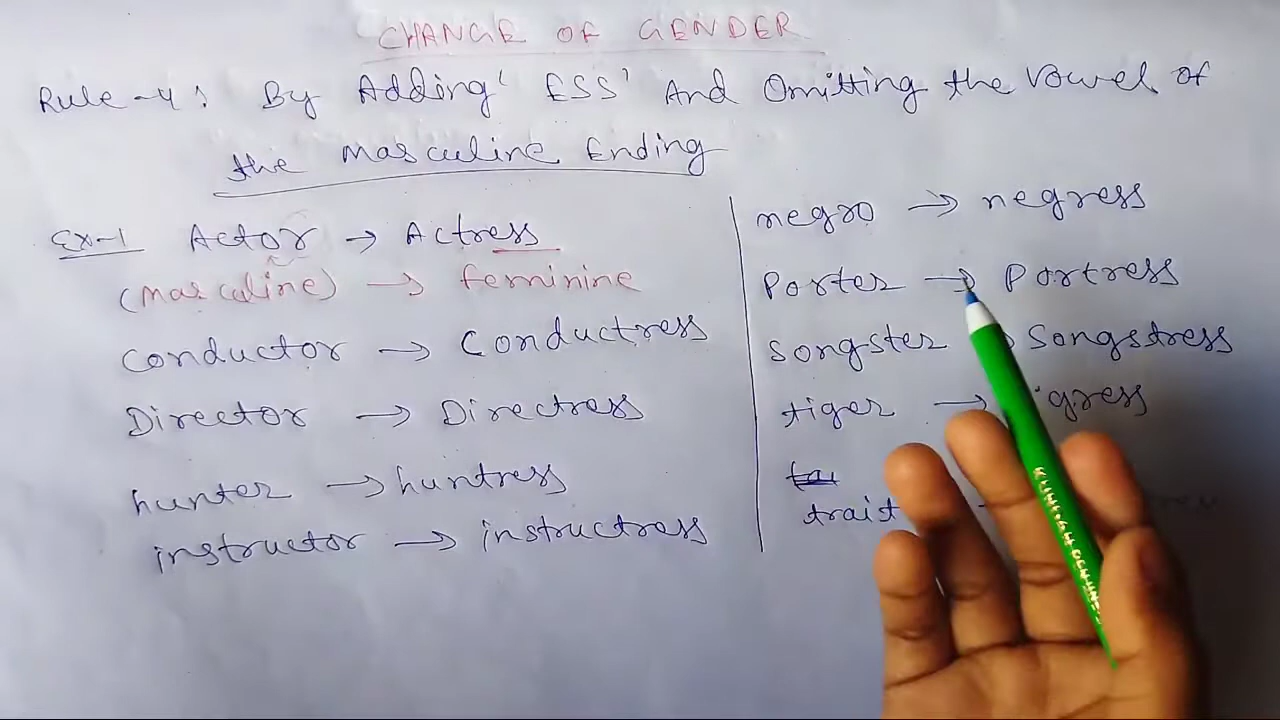 CHANGE OF GENDER
Rule-4: By Adding 'ESS' And Omitting the Vowel of
the Masculine Ending
Ex-1 Actor → Actress
(Masculine) → feminine
Conductor → Conductress
Director → Directress
hunter → huntress
instructor → instructress
negro → negress
Porter → Portress
Songster → Songstress
tiger →
trait